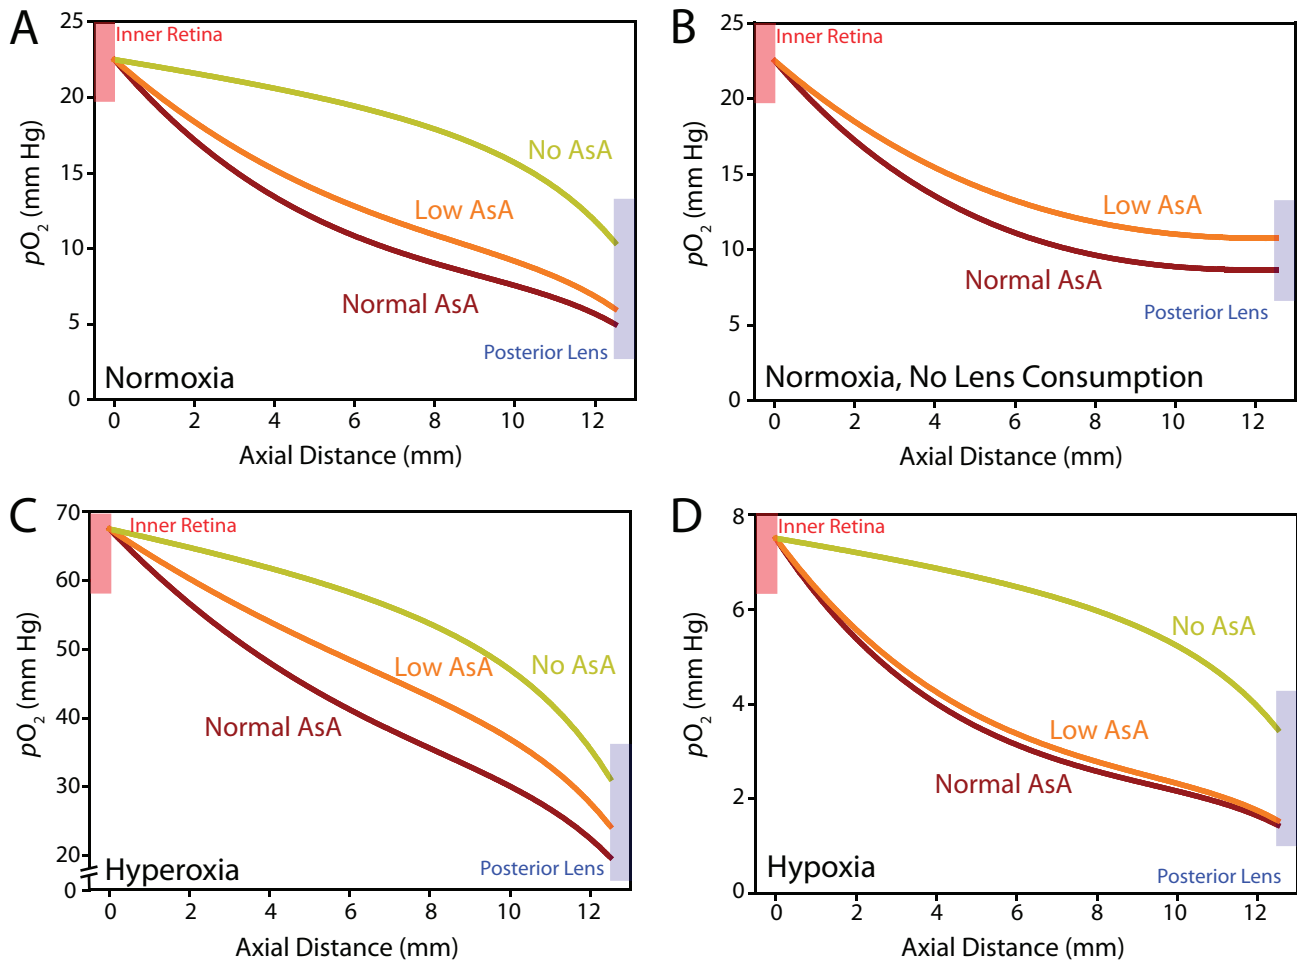 A
25
20
15
10
5
0
pO2 (mm Hg)
Inner Retina
No AsA
Low AsA
Normal AsA
Posterior Lens
Normoxia
0 2 4 6 8 10 12
Axial Distance (mm)
B
25
20
15
10
5
0
pO2 (mm Hg)
Inner Retina
Low AsA
Normal AsA
Posterior Lens
Normoxia, No Lens Consumption
0 2 4 6 8 10 12
Axial Distance (mm)
C
70
60
50
40
30
20
0
pO2 (mm Hg)
Inner Retina
No AsA
Low AsA
Normal AsA
Posterior Lens
Hyperoxia
0 2 4 6 8 10 12
Axial Distance (mm)
D
8
6
4
2
0
pO2 (mm Hg)
Inner Retina
No AsA
Low AsA
Normal AsA
Hypoxia
Posterior Lens
0 2 4 6 8 10 12
Axial Distance (mm)